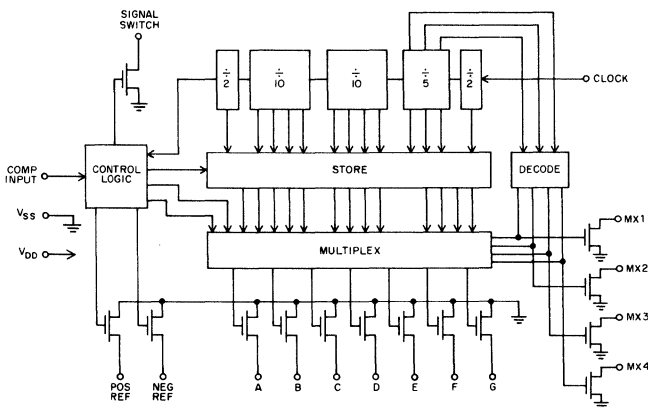 SIGNAL
SWITCH
÷2
÷10
÷10
÷5
÷2
CLOCK
COMP
INPUT
CONTROL
LOGIC
STORE
DECODE
VSS
VDD
MULTIPLEX
MX1
MX2
MX3
MX4
POS
REF
NEG
REF
A
B
C
D
E
F
G